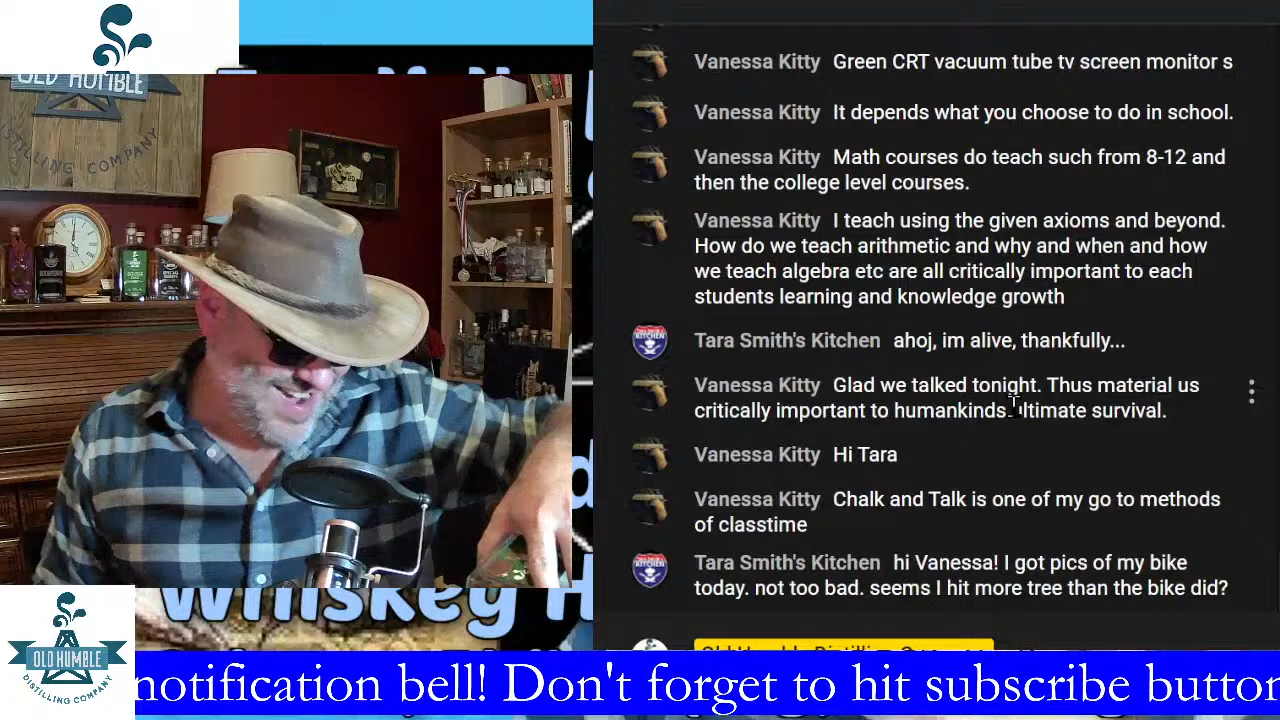 OLD HUMBLE
DISTILLING COMPANY
Vanessa Kitty Green CRT vacuum tube tv screen monitor s
Vanessa Kitty It depends what you choose to do in school.
Vanessa Kitty Math courses do teach such from 8-12 and
then the college level courses.
Vanessa Kitty I teach using the given axioms and beyond.
How do we teach arithmetic and why and when and how
we teach algebra etc are all critically important to each
students learning and knowledge growth
Tara Smith's Kitchen ahoj, im alive, thankfully...
Vanessa Kitty Glad we talked tonight. Thus material us
critically important to humankinds ultimate survival.
Vanessa Kitty Hi Tara
Vanessa Kitty Chalk and Talk is one of my go to methods
of classtime
Tara Smith's Kitchen hi Vanessa! I got pics of my bike
today. not too bad. seems I hit more tree than the bike did?
Whiskey H
OLD HUMBLE
DISTILLING COMPANY
notification bell! Don't forget to hit subscribe button